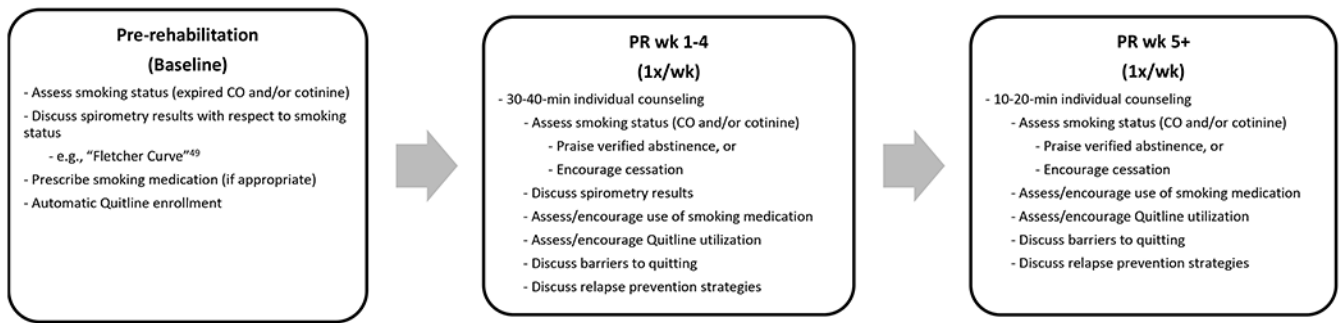 Pre-rehabilitation
(Baseline)
- Assess smoking status (expired CO and/or cotinine)
- Discuss spirometry results with respect to smoking
status
- e.g., “Fletcher Curve”⁴⁹
- Prescribe smoking medication (if appropriate)
- Automatic Quitline enrollment
PR wk 1-4
(1x/wk)
- 30-40-min individual counseling
- Assess smoking status (CO and/or cotinine)
- Praise verified abstinence, or
- Encourage cessation
- Discuss spirometry results
- Assess/encourage use of smoking medication
- Assess/encourage Quitline utilization
- Discuss barriers to quitting
- Discuss relapse prevention strategies
PR wk 5+
(1x/wk)
- 10-20-min individual counseling
- Assess smoking status (CO and/or cotinine)
- Praise verified abstinence, or
- Encourage cessation
- Assess/encourage use of smoking medication
- Assess/encourage Quitline utilization
- Discuss barriers to quitting
- Discuss relapse prevention strategies